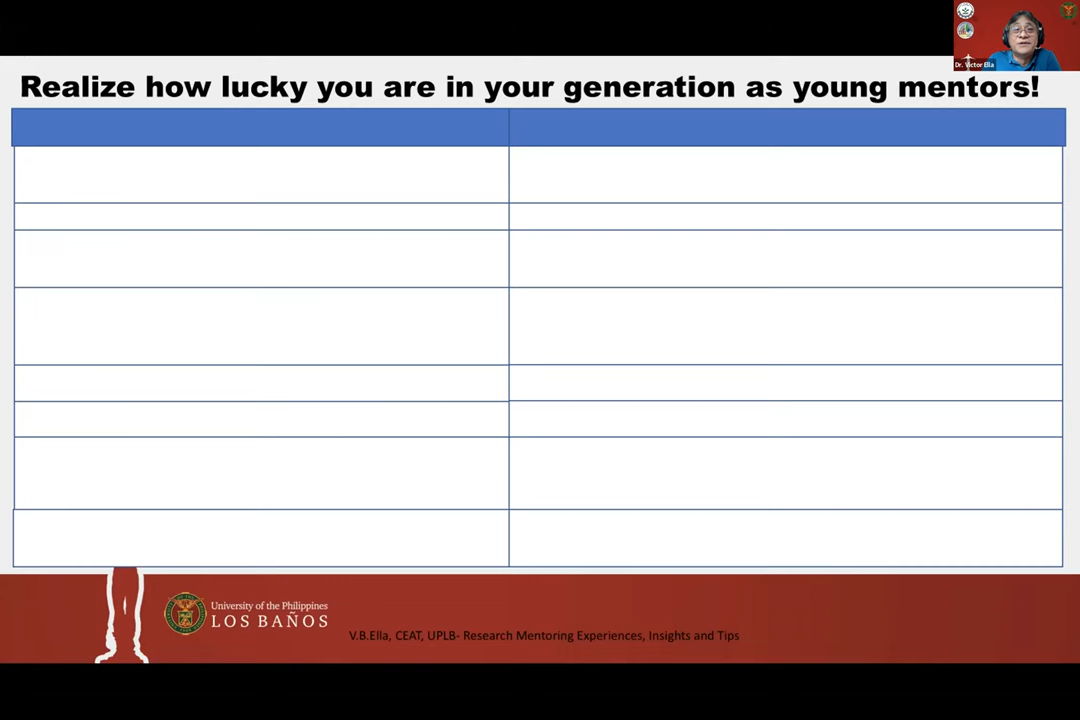 Dr. Victor Ella
Realize how lucky you are in your generation as young mentors!
University of the Philippines
LOS BAÑOS
V.B.Ella, CEAT, UPLB- Research Mentoring Experiences, Insights and Tips